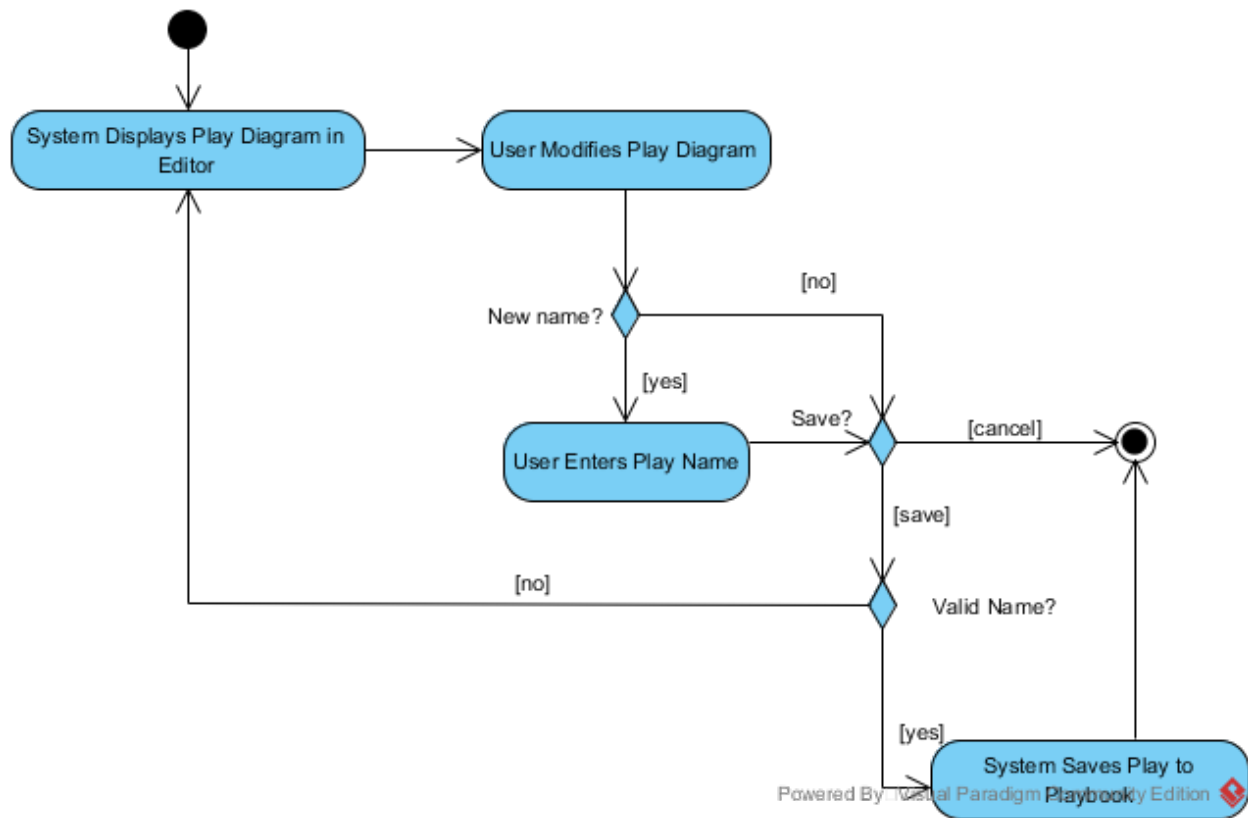 System Displays Play Diagram in
Editor
User Modifies Play Diagram
[no]
New name?
[yes]
Save?
[cancel]
User Enters Play Name
[save]
[no]
Valid Name?
[yes]
System Saves Play to
Playbook
Powered By Visual Paradigm Community Edition